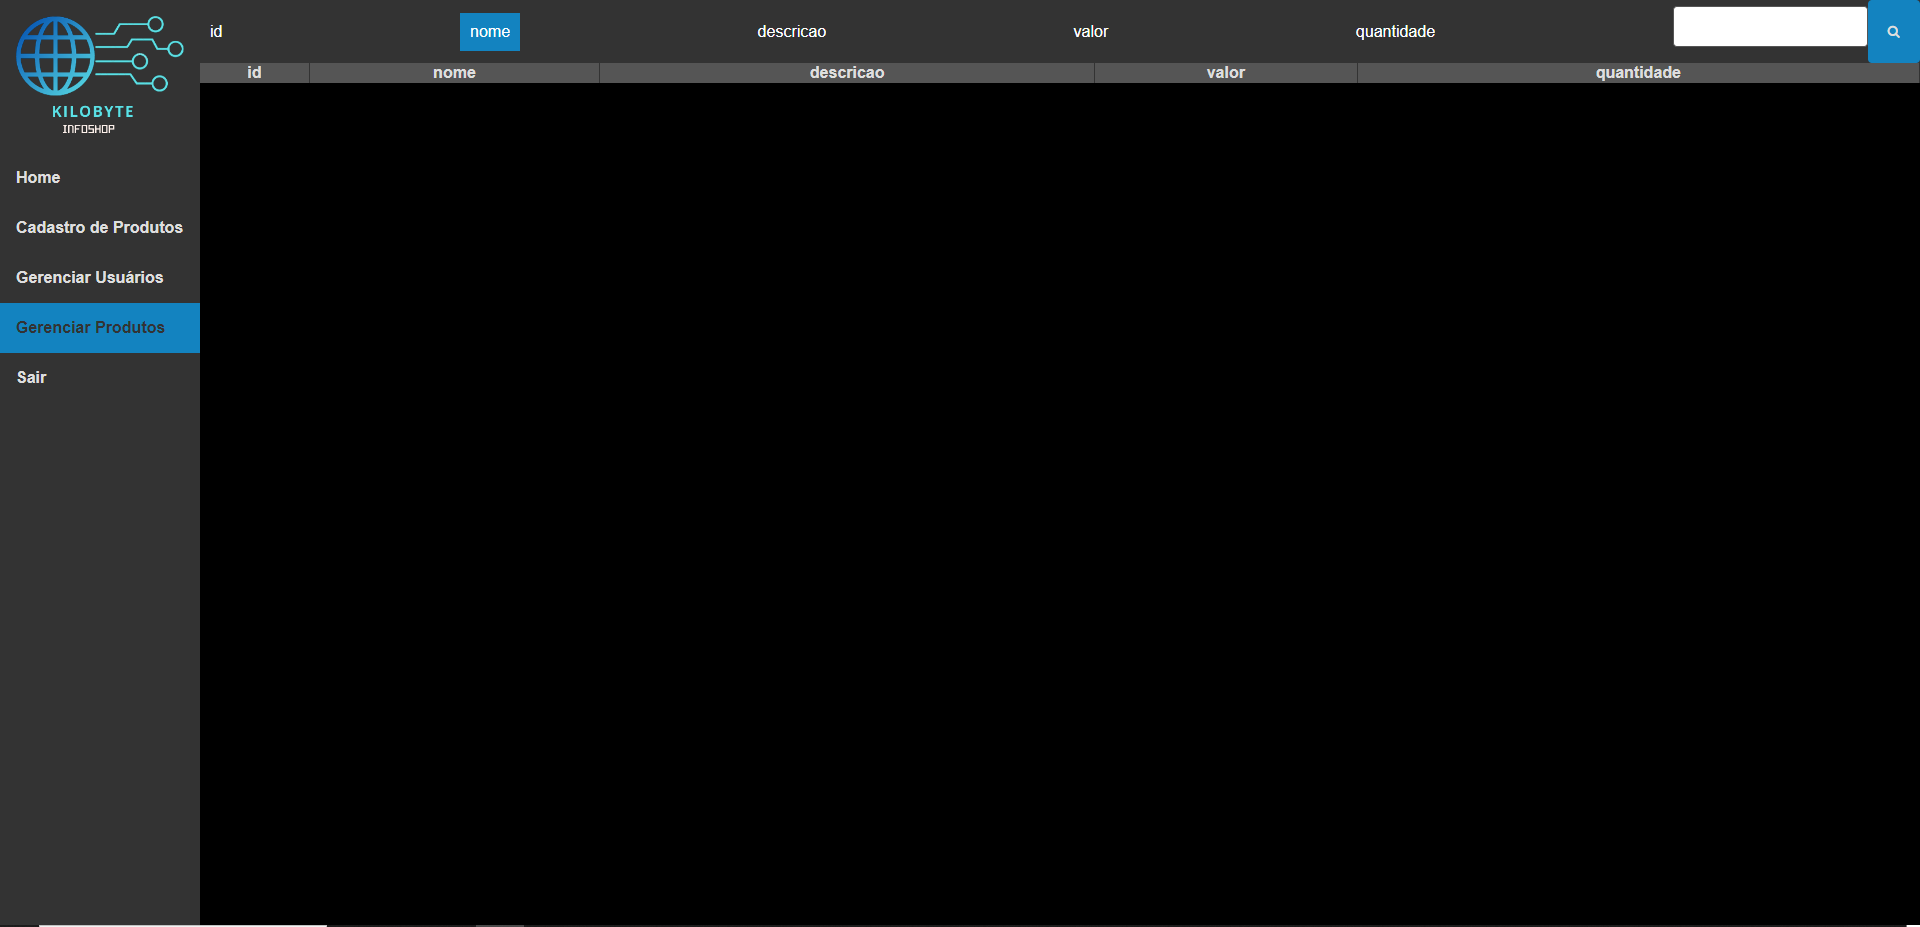 id nome descricao valor quantidade
id nome descricao valor quantidade
KILOBYTE
INFOSHOP
Home
Cadastro de Produtos
Gerenciar Usuários
Gerenciar Produtos
Sair